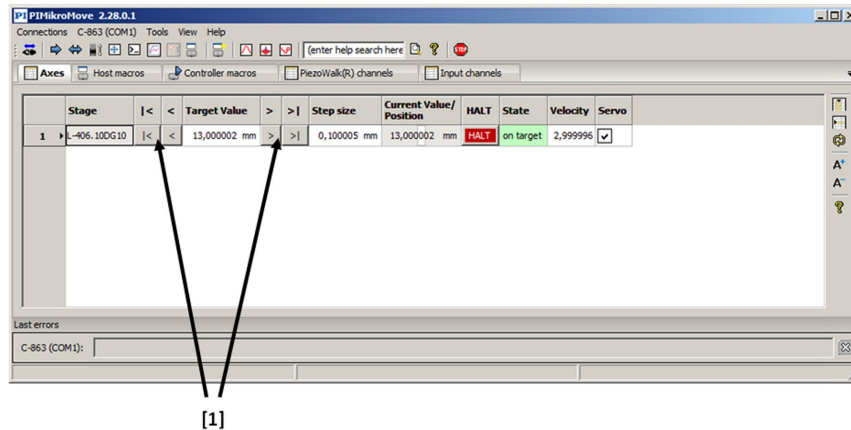 PI PIMikroMove 2.28.0.1
Connections C-863 (COM1) Tools View Help
(enter help search here
STOP
Axes Host macros Controller macros PiezoWalk(R) channels Input channels
Stage |< < Target Value > >| Step size Current Value/ Position HALT State Velocity Servo
1 L-406.10DG10 |< < 13,000002 mm > >| 0,100005 mm 13,000002 mm HALT on target 2,999996
A+
A-
Last errors
C-863 (COM1):
[1]